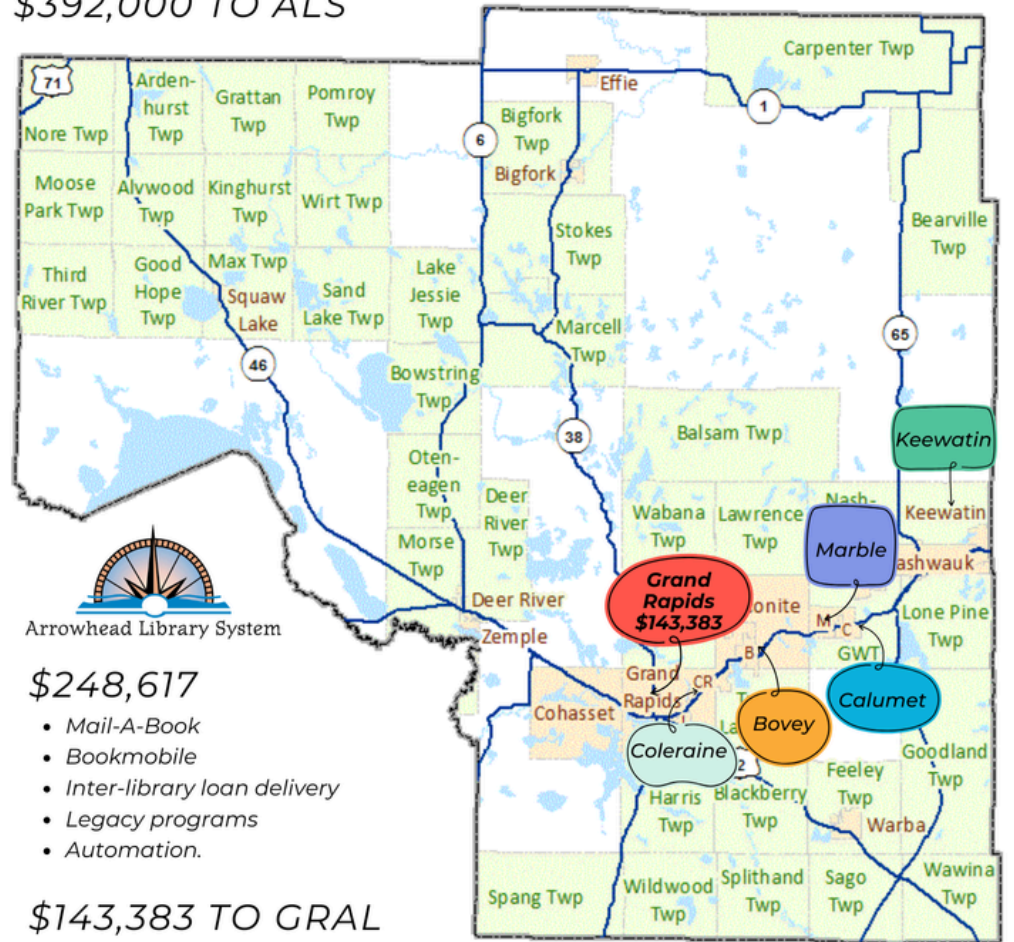 $392,000 TO ALS
71
Nore Twp
Arden-
hurst
Twp
Grattan
Twp
Pomroy
Twp
6
Effie
Carpenter Twp
1
Bigfork
Twp
Bigfork
Moose
Park Twp
Alvwood
Twp
Kinghurst
Twp
Wirt Twp
Stokes
Twp
Bearville
Twp
Third
River Twp
Good
Hope
Twp
Max Twp
Squaw
Lake
Sand
Lake Twp
Lake
Jessie
Twp
Marcell
Twp
65
46
Bowstring
Twp
38
Balsam Twp
Keewatin
Oten-
eagen
Twp
Deer
River
Twp
Wabana
Twp
Lawrence
Twp
Nash-
Keewatin
Marble
ashwauk
Morse
Twp
Deer River
Zemple
Grand
Rapids
$143,383
onite
M
C
GWT
Lone Pine
Twp
B
Grand
Rapids
CR
Cohasset
T
La
Calumet
Bovey
Coleraine
2
Goodland
Twp
Harris
Twp
Blackberry
Twp
Feeley
Twp
Warba
Spang Twp
Wildwood
Twp
Splithand
Twp
Sago
Twp
Wawina
Twp
Arrowhead Library System
$248,617
• Mail-A-Book
• Bookmobile
• Inter-library loan delivery
• Legacy programs
• Automation.
$143,383 TO GRAL